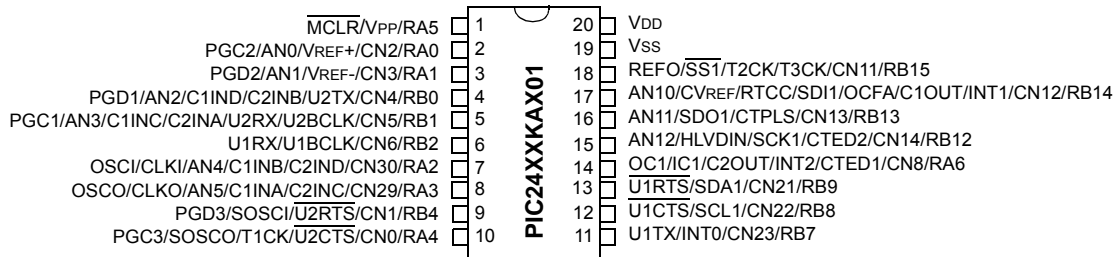 MCLR/VPP/RA5 1 20 VDD
PGC2/AN0/VREF+/CN2/RA0 2 19 VSS
PGD2/AN1/VREF-/CN3/RA1 3 18 REFO/SS1/T2CK/T3CK/CN11/RB15
PGD1/AN2/C1IND/C2INB/U2TX/CN4/RB0 4 17 AN10/CVREF/RTCC/SDI1/OCFA/C1OUT/INT1/CN12/RB14
PGC1/AN3/C1INC/C2INA/U2RX/U2BCLK/CN5/RB1 5 16 AN11/SDO1/CTPLS/CN13/RB13
U1RX/U1BCLK/CN6/RB2 6 15 AN12/HLVDIN/SCK1/CTED2/CN14/RB12
OSCI/CLKI/AN4/C1INB/C2IND/CN30/RA2 7 14 OC1/IC1/C2OUT/INT2/CTED1/CN8/RA6
OSCO/CLKO/AN5/C1INA/C2INC/CN29/RA3 8 13 U1RTS/SDA1/CN21/RB9
PGD3/SOSCI/U2RTS/CN1/RB4 9 12 U1CTS/SCL1/CN22/RB8
PGC3/SOSCO/T1CK/U2CTS/CN0/RA4 10 11 U1TX/INT0/CN23/RB7
PIC24XXKAX01